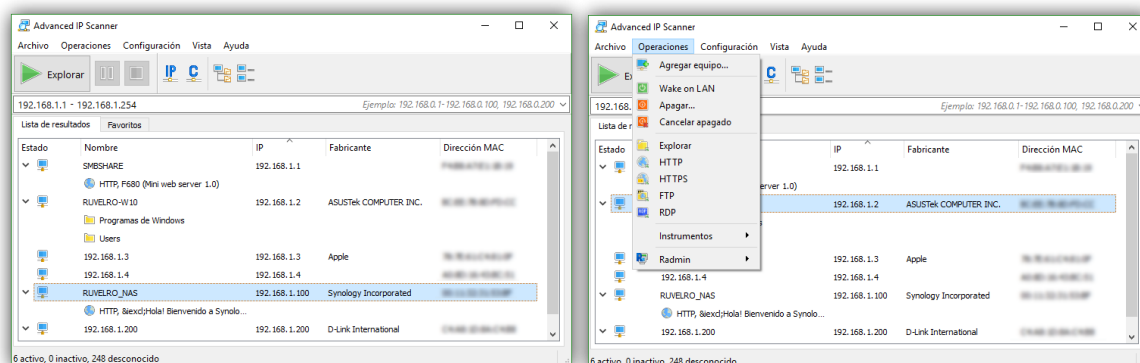 Advanced IP Scanner
Archivo Operaciones Configuración Vista Ayuda
Explorar IP C
192.168.1.1 - 192.168.1.254 Ejemplo: 192.168.0.1-192.168.0.100, 192.168.0.200
Lista de resultados Favoritos
Estado Nombre IP Fabricante Dirección MAC
SMBSHARE 192.168.1.1
HTTP, F680 (Mini web server 1.0)
RUVELRO-W10 192.168.1.2 ASUSTek COMPUTER INC.
Programas de Windows
Users
192.168.1.3 192.168.1.3 Apple
192.168.1.4 192.168.1.4
RUVELRO_NAS 192.168.1.100 Synology Incorporated
HTTP, &iexcl;Hola! Bienvenido a Synolo...
192.168.1.200 192.168.1.200 D-Link International
6 activo, 0 inactivo, 248 desconocido
Advanced IP Scanner
Archivo Operaciones Configuración Vista Ayuda
C
192.168. Ejemplo: 192.168.0.1-192.168.0.100, 192.168.0.200
Lista de r
Agregar equipo...
Wake on LAN
Apagar...
Cancelar apagado
Explorar
HTTP
HTTPS
FTP
RDP
Instrumentos
Radmin
Estado IP Fabricante Dirección MAC
192.168.1.1
erver 1.0)
192.168.1.2 ASUSTek COMPUTER INC.
192.168.1.3 Apple
192.168.1.4 192.168.1.4
RUVELRO_NAS 192.168.1.100 Synology Incorporated
HTTP, &iexcl;Hola! Bienvenido a Synolo...
192.168.1.200 192.168.1.200 D-Link International
6 activo, 0 inactivo, 248 desconocido